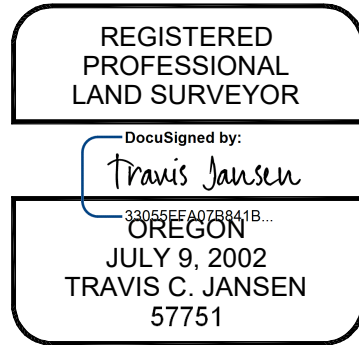 REGISTERED
PROFESSIONAL
LAND SURVEYOR
DocuSigned by:
Travis Jansen
33055EFA07B841B...
OREGON
JULY 9, 2002
TRAVIS C. JANSEN
57751